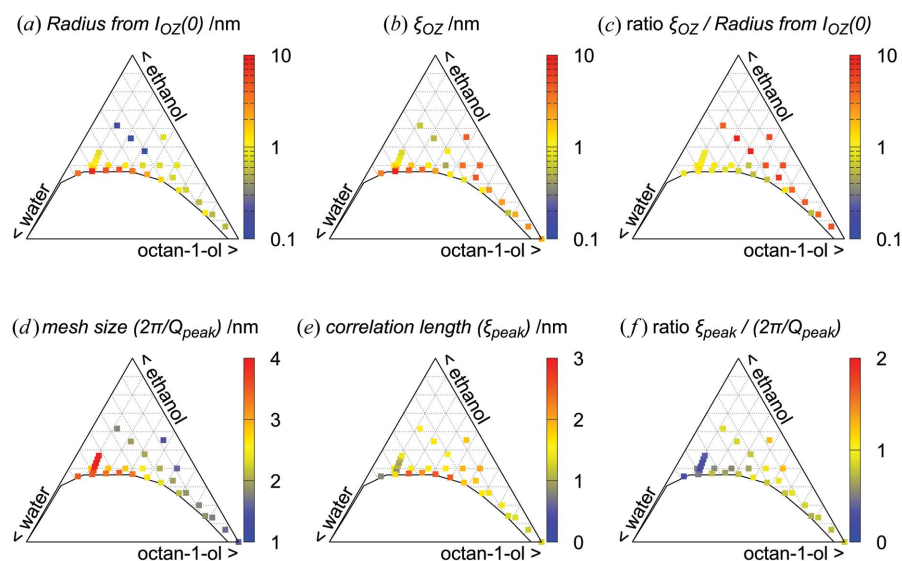 (a) Radius from I_OZ(0) /nm
(b) ξ_OZ /nm
(c) ratio ξ_OZ / Radius from I_OZ(0)
10
1
0.1
< ethanol
< water
octan-1-ol >
10
1
0.1
< ethanol
< water
octan-1-ol >
10
1
0.1
< ethanol
< water
octan-1-ol >
(d) mesh size (2π/Q_peak) /nm
(e) correlation length (ξ_peak) /nm
(f) ratio ξ_peak / (2π/Q_peak)
4
3
2
1
< ethanol
< water
octan-1-ol >
3
2
1
0
< ethanol
< water
octan-1-ol >
2
1
0
< ethanol
< water
octan-1-ol >